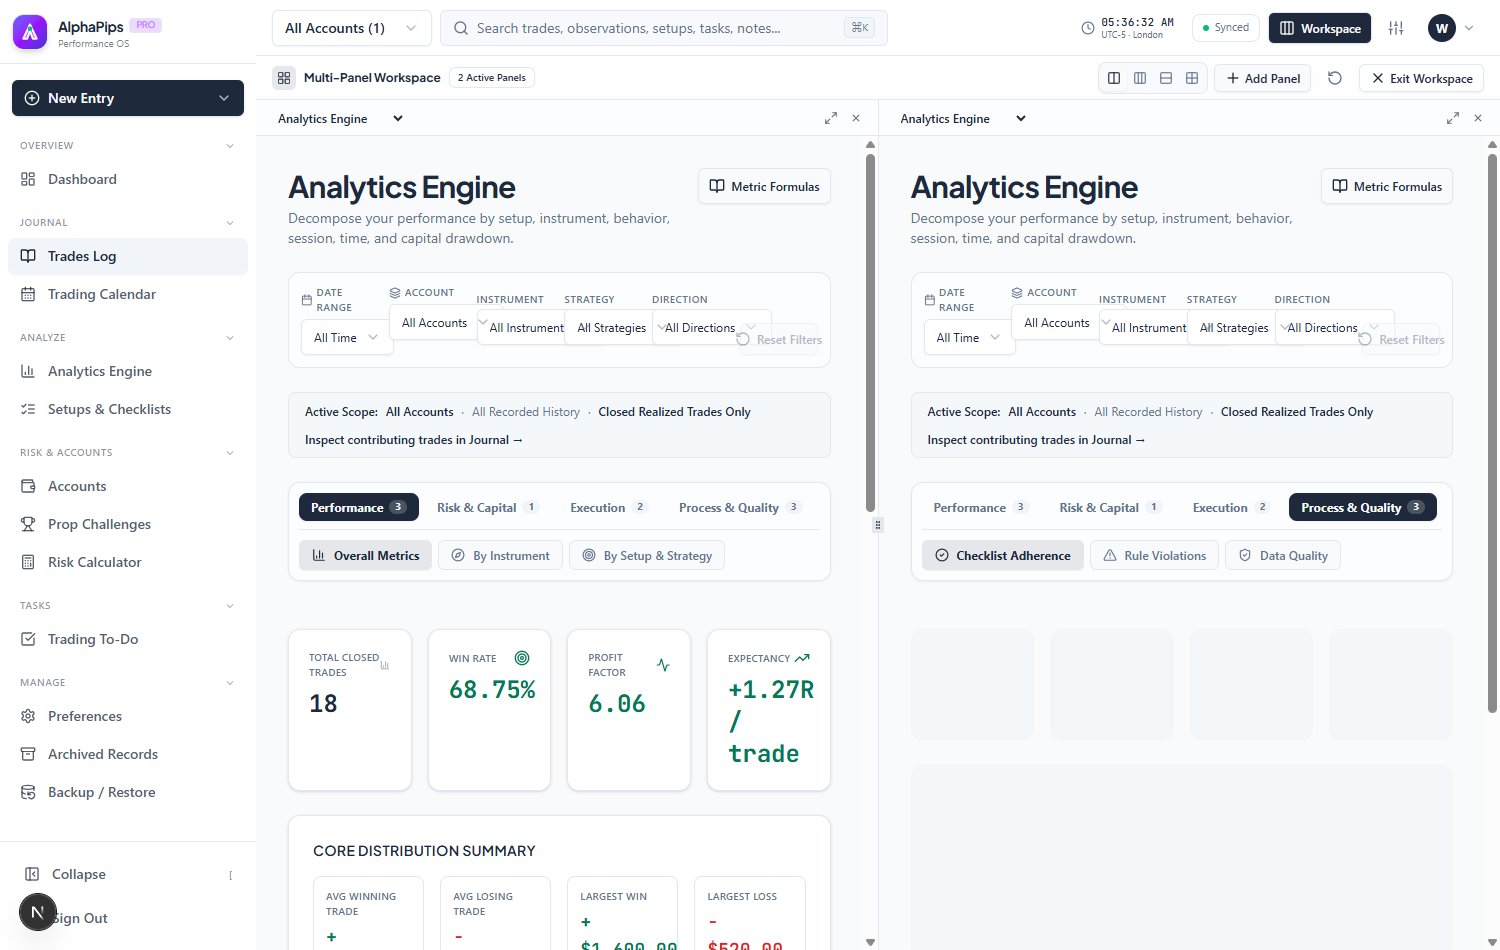 AlphaPips PRO
Performance OS
All Accounts (1)
Search trades, observations, setups, tasks, notes...
⌘K
05:36:32 AM
UTC-5 · London
Synced
Workspace
W
New Entry
OVERVIEW
Dashboard
JOURNAL
Trades Log
Trading Calendar
ANALYZE
Analytics Engine
Setups & Checklists
RISK & ACCOUNTS
Accounts
Prop Challenges
Risk Calculator
TASKS
Trading To-Do
MANAGE
Preferences
Archived Records
Backup / Restore
Collapse [
N
Sign Out
Multi-Panel Workspace 2 Active Panels
Add Panel
Exit Workspace
Analytics Engine
Analytics Engine
Metric Formulas
Decompose your performance by setup, instrument, behavior,
session, time, and capital drawdown.
DATE
RANGE
ACCOUNT
INSTRUMENT
STRATEGY
DIRECTION
All Time
All Accounts
All Instrument
All Strategies
All Directions
Reset Filters
Active Scope: All Accounts · All Recorded History · Closed Realized Trades Only
Inspect contributing trades in Journal →
Performance 3 Risk & Capital 1 Execution 2 Process & Quality 3
Overall Metrics By Instrument By Setup & Strategy
TOTAL CLOSED
TRADES
18
WIN RATE
68.75%
PROFIT
FACTOR
6.06
EXPECTANCY
+1.27R
/
trade
CORE DISTRIBUTION SUMMARY
AVG WINNING
TRADE
+
AVG LOSING
TRADE
-
LARGEST WIN
+
$1,600.00
LARGEST LOSS
-
$520.00
Analytics Engine
Analytics Engine
Metric Formulas
Decompose your performance by setup, instrument, behavior,
session, time, and capital drawdown.
DATE
RANGE
ACCOUNT
INSTRUMENT
STRATEGY
DIRECTION
All Time
All Accounts
All Instrument
All Strategies
All Directions
Reset Filters
Active Scope: All Accounts · All Recorded History · Closed Realized Trades Only
Inspect contributing trades in Journal →
Performance 3 Risk & Capital 1 Execution 2 Process & Quality 3
Checklist Adherence Rule Violations Data Quality